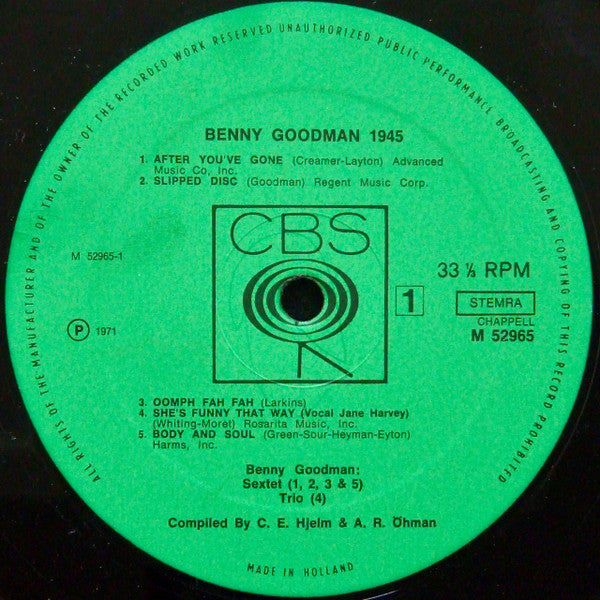 ALL RIGHTS OF THE MANUFACTURER AND OF THE OWNER OF THE RECORDED WORK RESERVED UNAUTHORIZED PUBLIC PERFORMANCE, BROADCASTING AND COPYING OF THIS RECORD PROHIBITED
BENNY GOODMAN 1945
1. AFTER YOU'VE GONE (Creamer-Layton) Advanced
Music Co, Inc.
2. SLIPPED DISC (Goodman) Regent Music Corp.
CBS
M 52965-1
33 ⅓ RPM
1
STEMRA
CHAPPELL
M 52965
℗ 1971
3. OOMPH FAH FAH (Larkins)
4. SHE'S FUNNY THAT WAY (Vocal Jane Harvey)
(Whiting-Moret) Rosarita Music, Inc.
5. BODY AND SOUL (Green-Sour-Heyman-Eyton)
Harms, Inc.
Benny Goodman:
Sextet (1, 2, 3 & 5)
Trio (4)
Compiled By C. E. Hjelm & A. R. Öhman
MADE IN HOLLAND